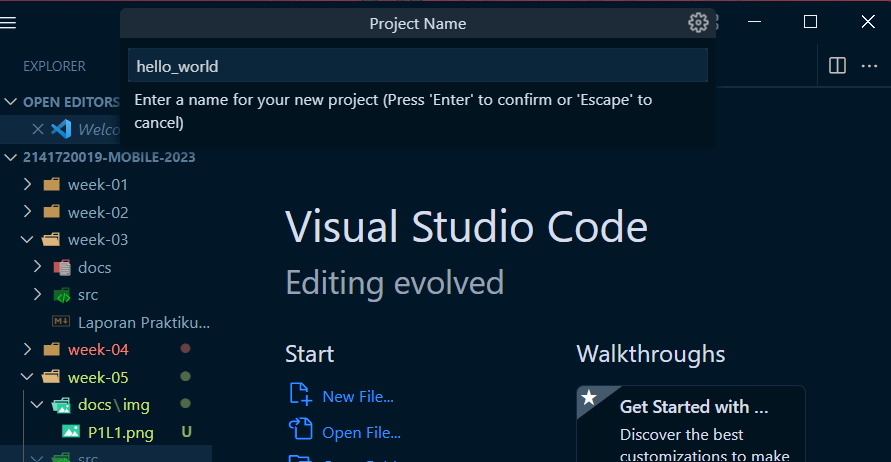 Project Name
hello_world
Enter a name for your new project (Press 'Enter' to confirm or 'Escape' to
cancel)
EXPLORER
OPEN EDITORS
Welco
2141720019-MOBILE-2023
week-01
week-02
week-03
docs
src
Laporan Praktiku...
week-04
week-05
docs\img
P1L1.png U
src
Visual Studio Code
Editing evolved
Start
New File...
Open File...
Walkthroughs
Get Started with ...
Discover the best
customizations to make